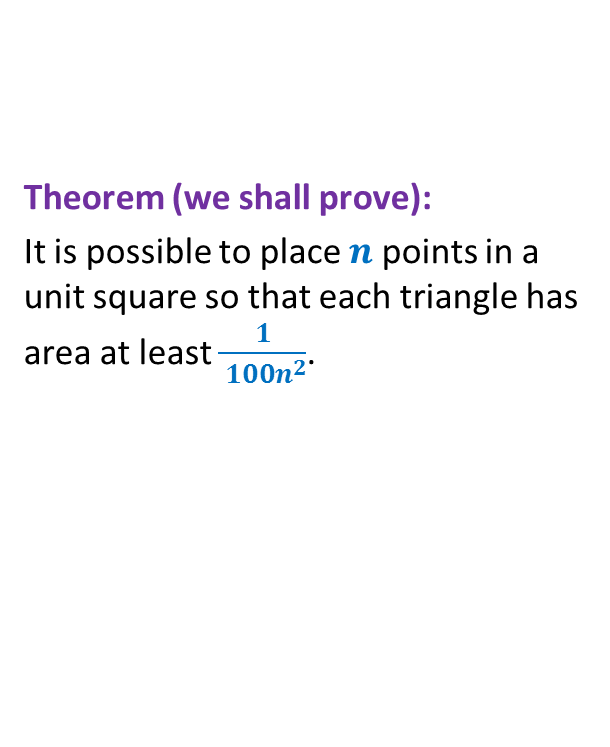 Theorem (we shall prove):
It is possible to place n points in a
unit square so that each triangle has
area at least 1/100n².